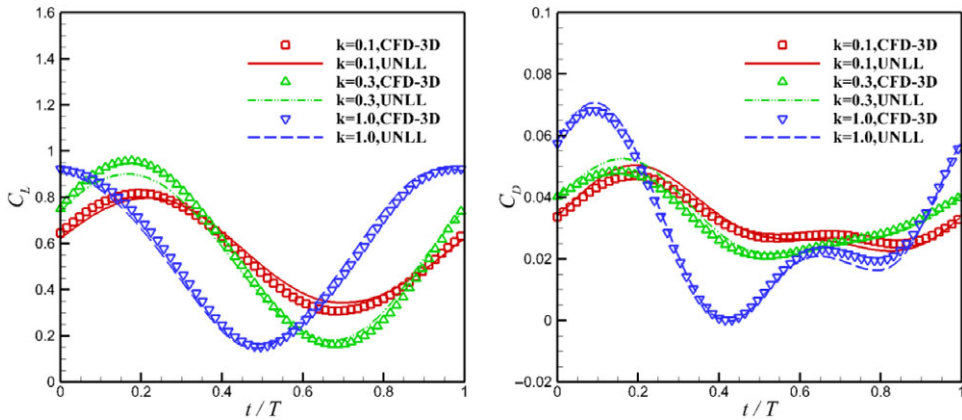 1.6
1.4
1.2
1
0.8
0.6
0.4
0.2
0
C_L
k=0.1,CFD-3D
k=0.1,UNLL
k=0.3,CFD-3D
k=0.3,UNLL
k=1.0,CFD-3D
k=1.0,UNLL
0 0.2 0.4 0.6 0.8 1
t / T
0.1
0.08
0.06
0.04
0.02
0
−0.02
C_D
k=0.1,CFD-3D
k=0.1,UNLL
k=0.3,CFD-3D
k=0.3,UNLL
k=1.0,CFD-3D
k=1.0,UNLL
0 0.2 0.4 0.6 0.8 1
t / T